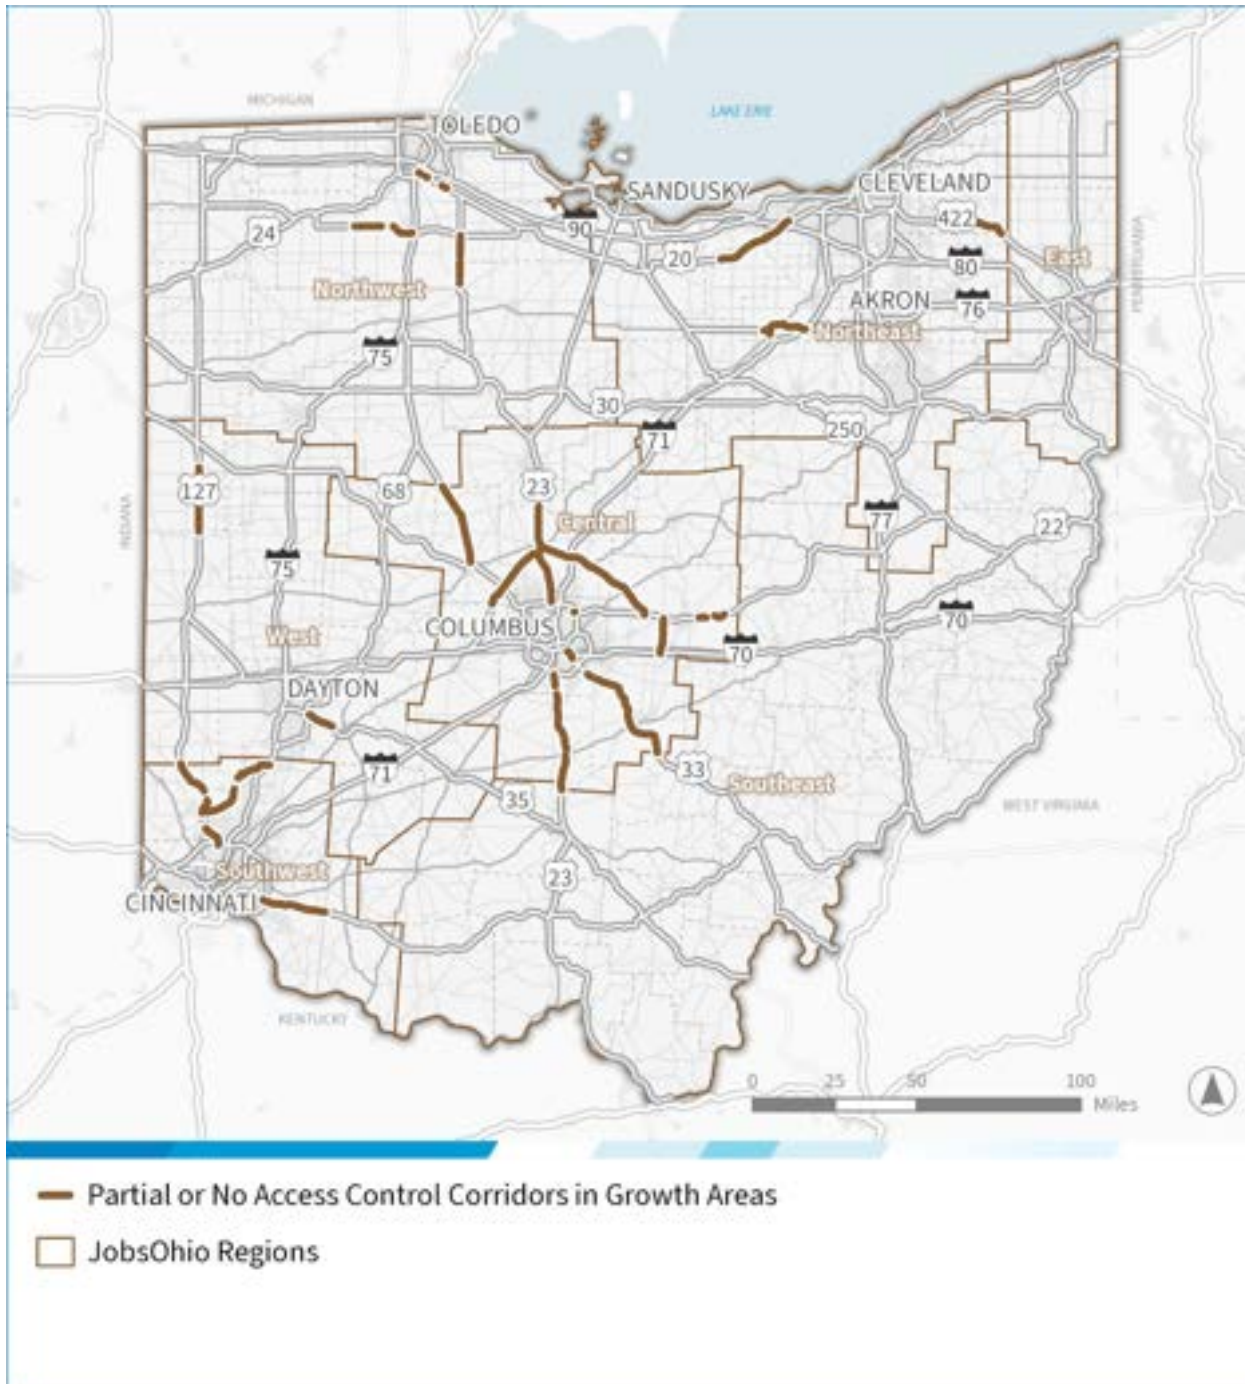 MICHIGAN
TOLEDO
LAKE ERIE
SANDUSKY
CLEVELAND
422
90
24
20
80
East
PENNSYLVANIA
Northwest
AKRON
76
Northeast
75
30
71
250
127
68
23
Central
77
22
INDIANA
75
West
COLUMBUS
70
70
DAYTON
71
33
Southeast
35
WEST VIRGINIA
Southwest
23
CINCINNATI
KENTUCKY
0 25 50 100
Miles
Partial or No Access Control Corridors in Growth Areas
JobsOhio Regions